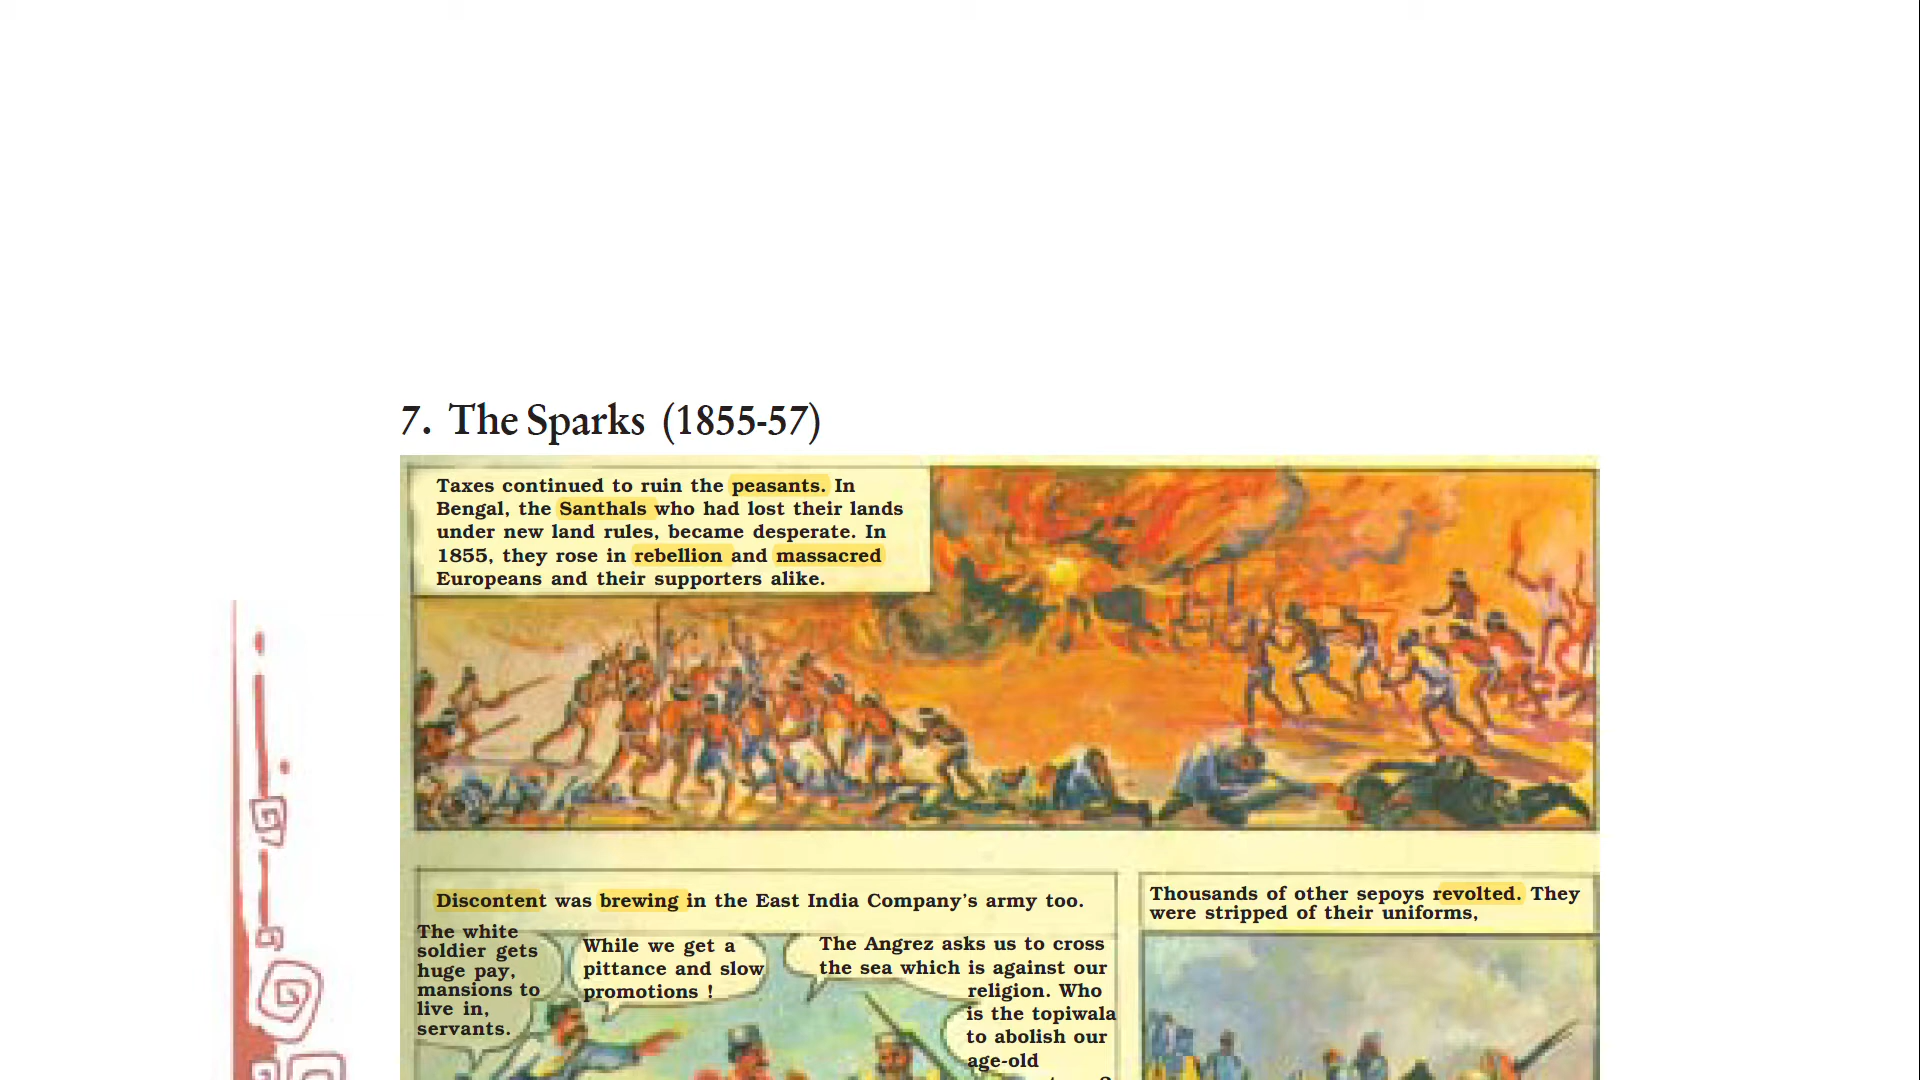 7. The Sparks (1855-57)
Taxes continued to ruin the peasants. In
Bengal, the Santhals who had lost their lands
under new land rules, became desperate. In
1855, they rose in rebellion and massacred
Europeans and their supporters alike.
Discontent was brewing in the East India Company's army too.
The white
soldier gets
huge pay,
mansions to
live in,
servants.
While we get a
pittance and slow
promotions !
The Angrez asks us to cross
the sea which is against our
religion. Who
is the topiwala
to abolish our
age-old
Thousands of other sepoys revolted. They
were stripped of their uniforms,